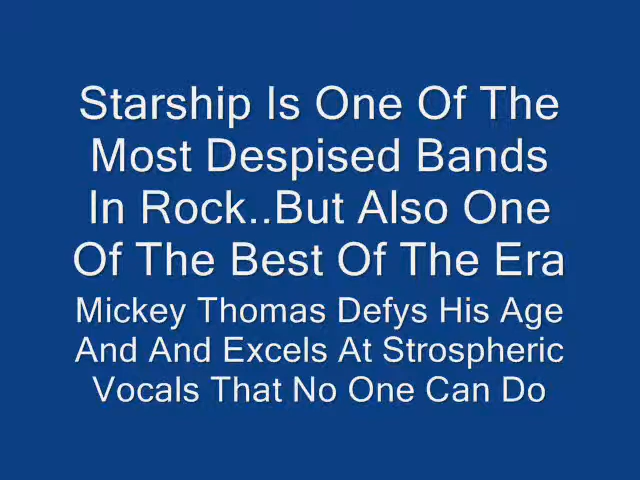 Starship Is One Of The
Most Despised Bands
In Rock..But Also One
Of The Best Of The Era
Mickey Thomas Defys His Age
And And Excels At Strospheric
Vocals That No One Can Do